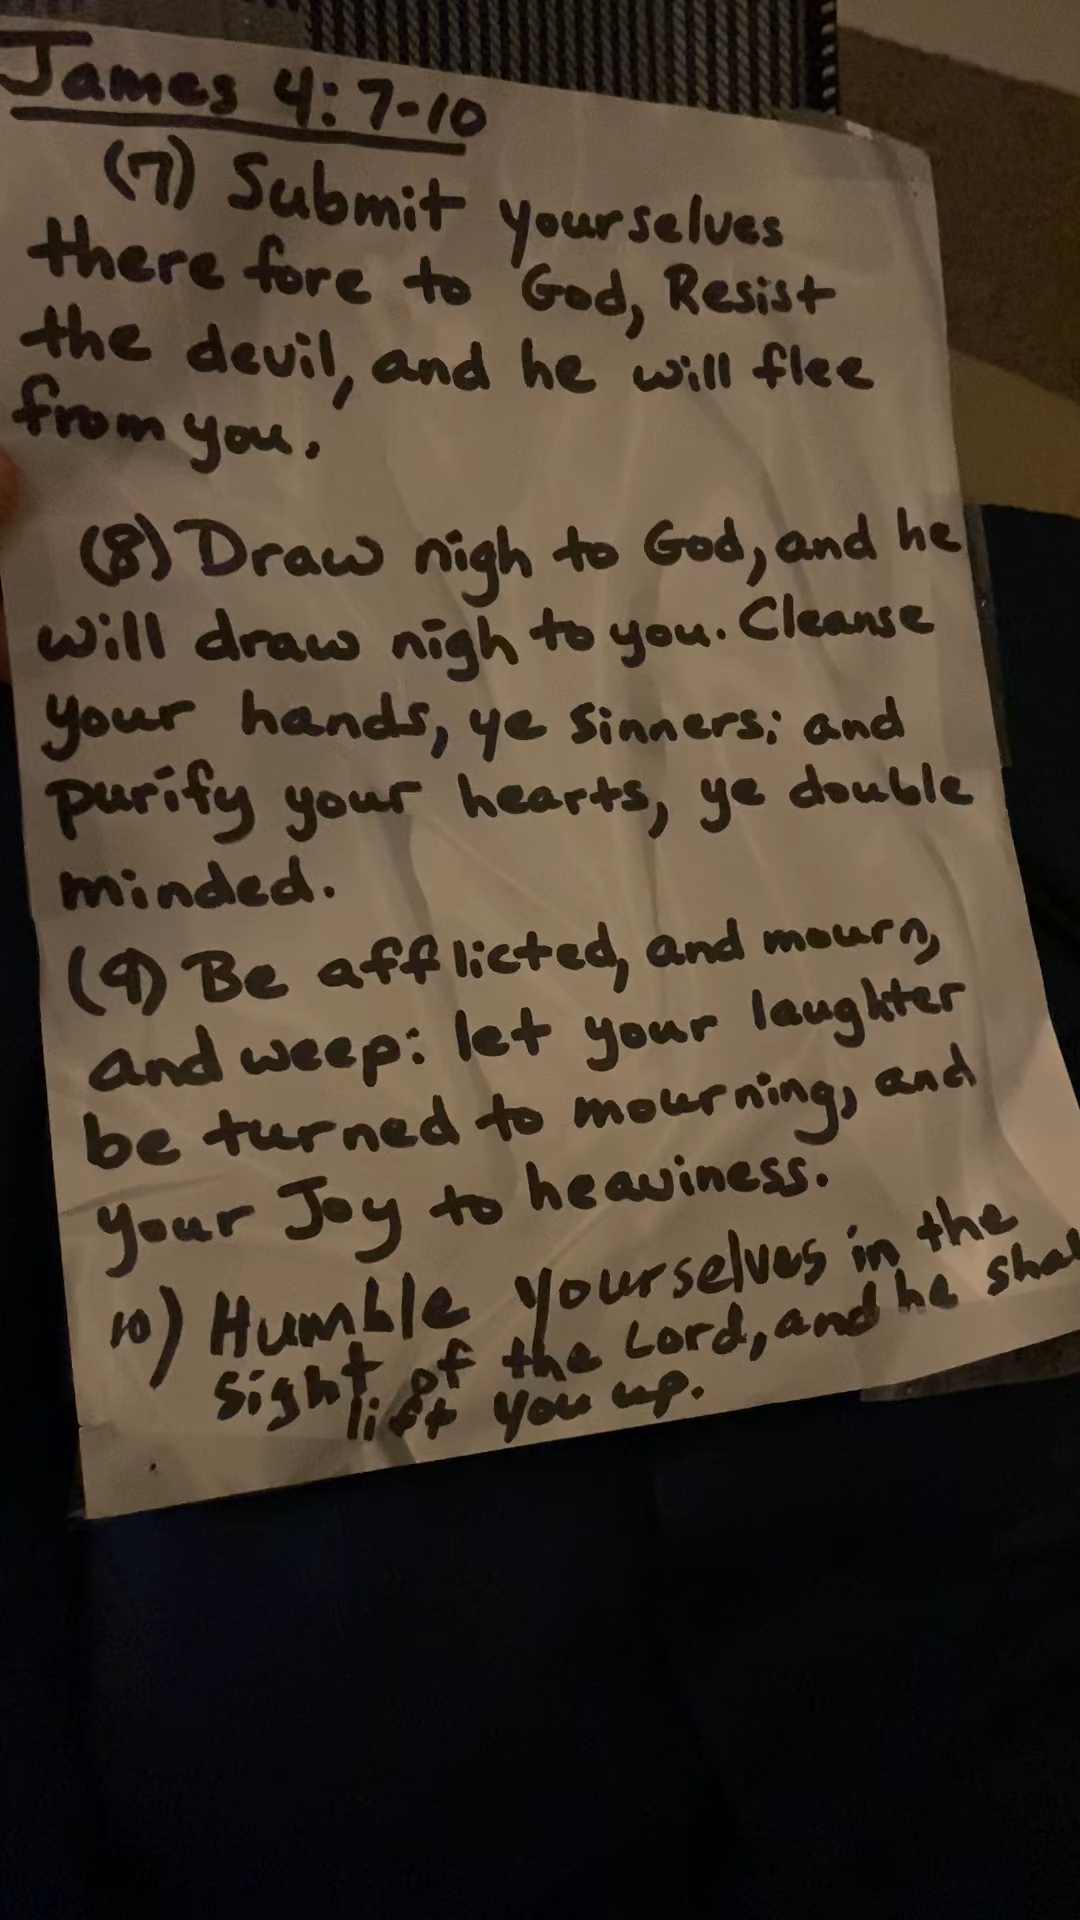 James 4:7-10
(7) Submit yourselves
there fore to God, Resist
the devil, and he will flee
from you.
(8) Draw nigh to God, and he
will draw nigh to you. Cleanse
your hands, ye sinners; and
purify your hearts, ye double
minded.
(9) Be afflicted, and mourn,
and weep: let your laughter
be turned to mourning, and
your Joy to heaviness.
10) Humble yourselves in the
sight of the Lord, and he shal
lift you up.